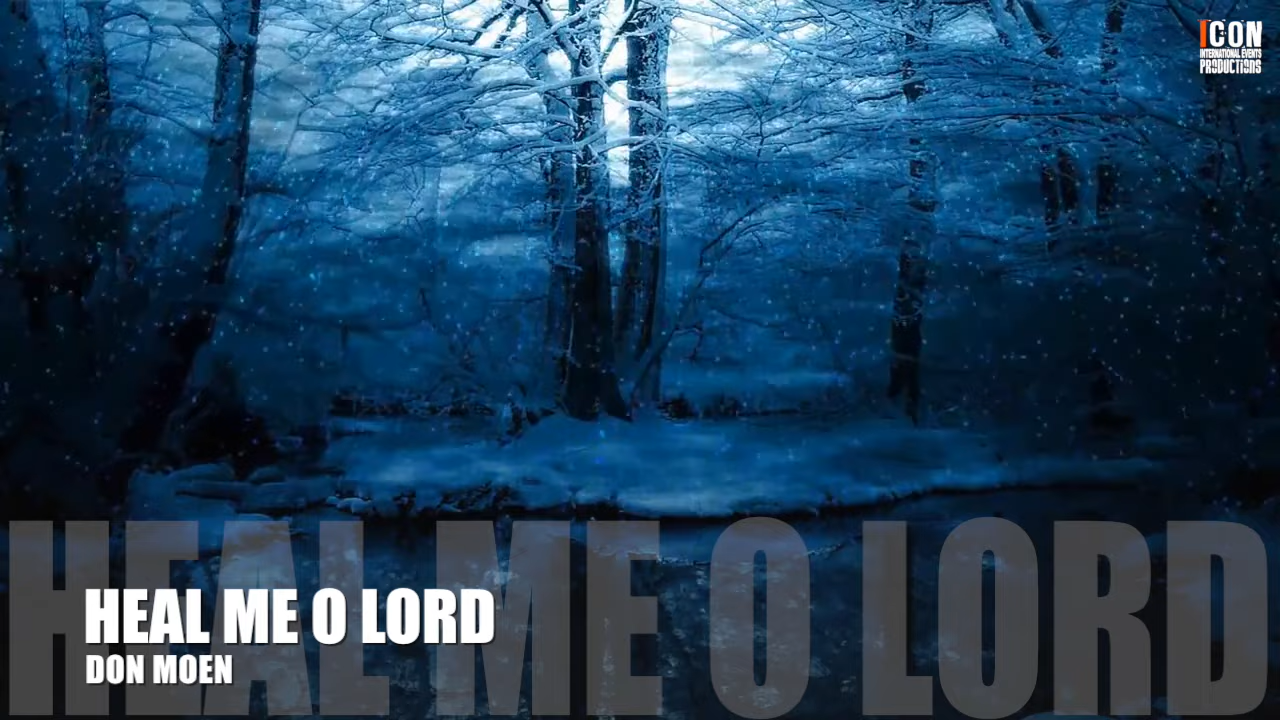 ICON
INTERNATIONAL EVENTS
PRODUCTIONS
HEAL ME O LORD
HEAL ME O LORD
DON MOEN